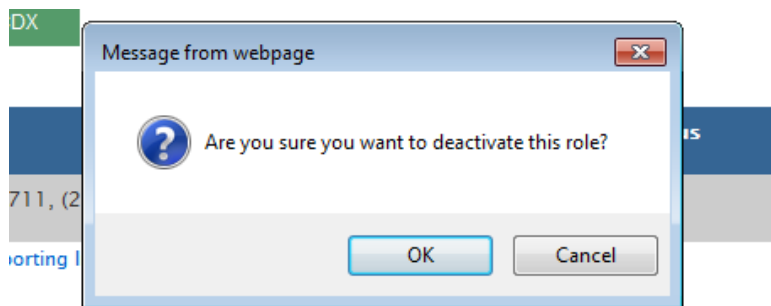 DX
Message from webpage
Are you sure you want to deactivate this role?
us
711, (2
porting I
OK Cancel